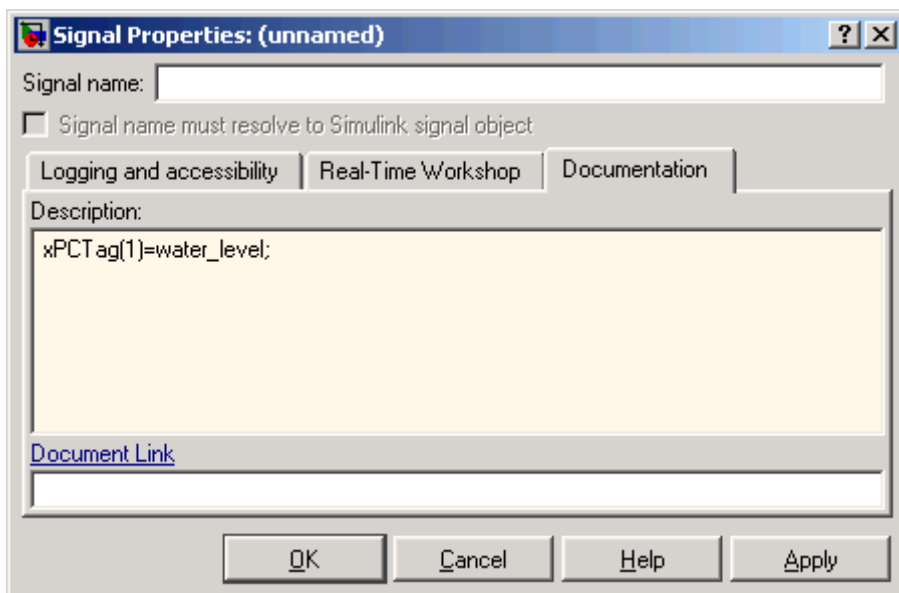 Signal Properties: (unnamed)
Signal name:
Signal name must resolve to Simulink signal object
Logging and accessibility Real-Time Workshop Documentation
Description:
xPCTag(1)=water_level;
Document Link
OK Cancel Help Apply